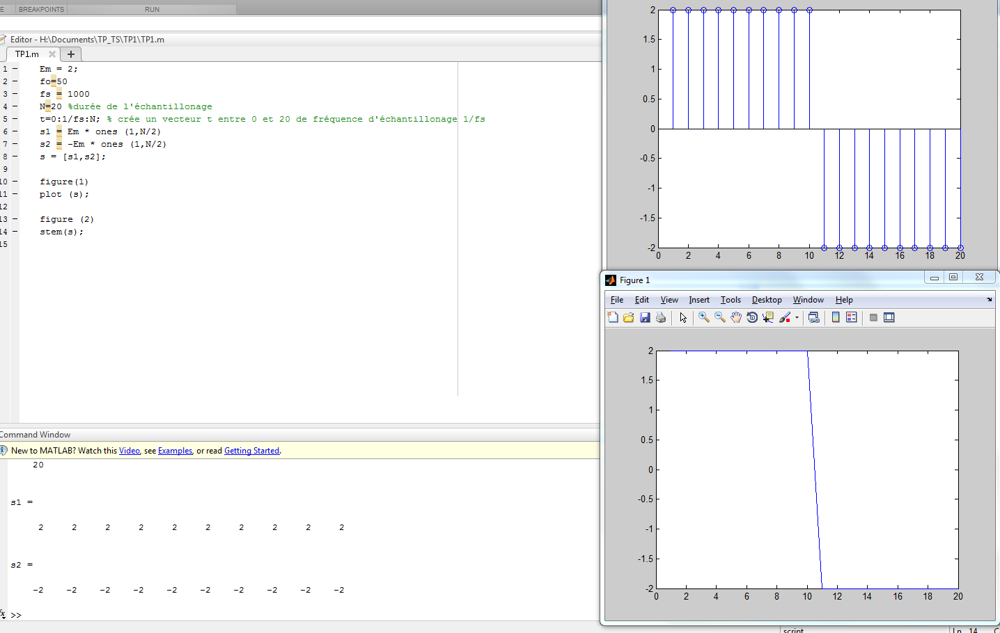 E BREAKPOINTS RUN
Editor - H:\Documents\TP_TS\TP1\TP1.m
TP1.m
1 Em = 2;
2 fo=50
3 fs = 1000
4 N=20 %durée de l'échantillonage
5 t=0:1/fs:N; % crée un vecteur t entre 0 et 20 de fréquence d'échantillonage 1/fs
6 s1 = Em * ones (1,N/2)
7 s2 = -Em * ones (1,N/2)
8 s = [s1,s2];
9
10 figure(1)
11 plot (s);
12
13 figure (2)
14 stem(s);
15
Command Window
New to MATLAB? Watch this Video, see Examples, or read Getting Started.
20
s1 =
2 2 2 2 2 2 2 2 2 2
s2 =
-2 -2 -2 -2 -2 -2 -2 -2 -2 -2
fx >>
2
1.5
1
0.5
0
-0.5
-1
-1.5
-2
0 2 4 6 8 10 12 14 16 18 20
Figure 1
File Edit View Insert Tools Desktop Window Help
2
1.5
1
0.5
0
-0.5
-1
-1.5
-2
0 2 4 6 8 10 12 14 16 18 20
script Ln 14 C